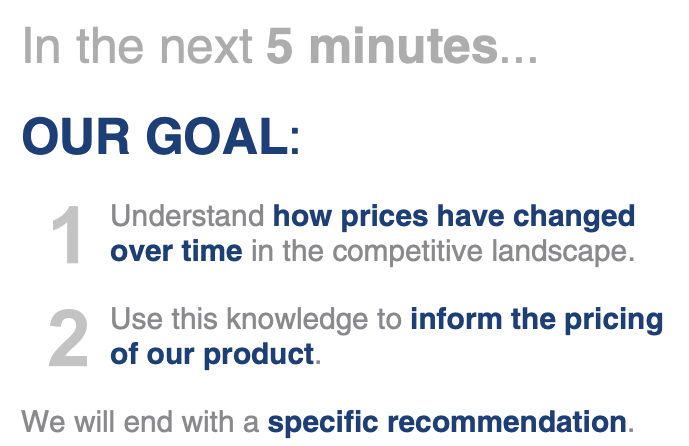 In the next 5 minutes...
OUR GOAL:
1 Understand how prices have changed
over time in the competitive landscape.
2 Use this knowledge to inform the pricing
of our product.
We will end with a specific recommendation.